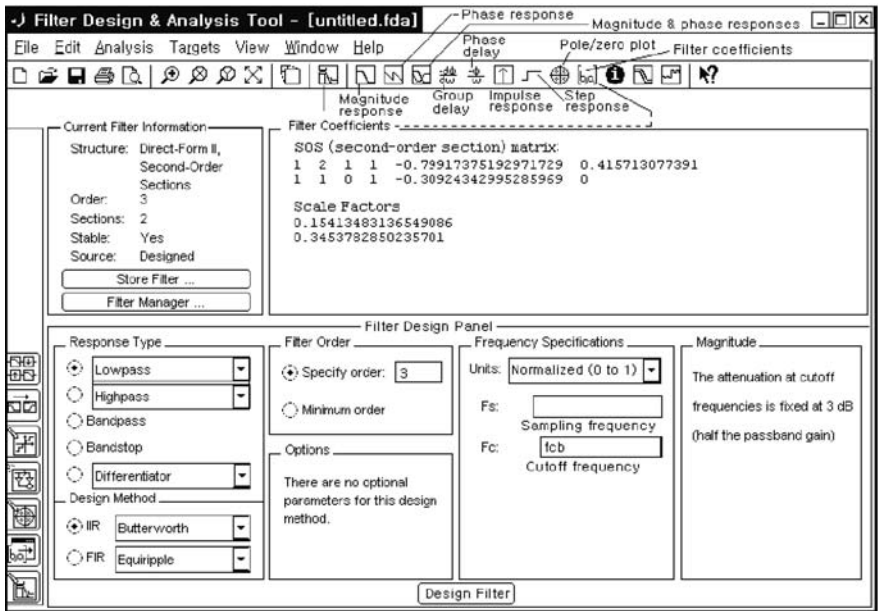 Filter Design & Analysis Tool - [untitled.fda]
Phase response
Magnitude & phase responses
File Edit Analysis Targets View Window Help
Phase delay
Pole/zero plot
Filter coefficients
Magnitude response
Group delay
Impulse response
Step response
Current Filter Information
Structure: Direct-Form II,
Second-Order
Sections
Order: 3
Sections: 2
Stable: Yes
Source: Designed
Store Filter ...
Filter Manager ...
Filter Coefficients
SOS (second-order section) matrix:
1 2 1 1 -0.79917375192971729 0.415713077391
1 1 0 1 -0.30924342995285969 0
Scale Factors
0.15413483136549086
0.3453782850235701
Filter Design Panel
Response Type
Lowpass
Highpass
Bandpass
Bandstop
Differentiator
Design Method
IIR Butterworth
FIR Equiripple
Filter Order
Specify order: 3
Minimum order
Options
There are no optional
parameters for this design
method.
Frequency Specifications
Units: Normalized (0 to 1)
Fs:
Sampling frequency
Fc: fcb
Cutoff frequency
Magnitude
The attenuation at cutoff
frequencies is fixed at 3 dB
(half the passband gain)
Design Filter